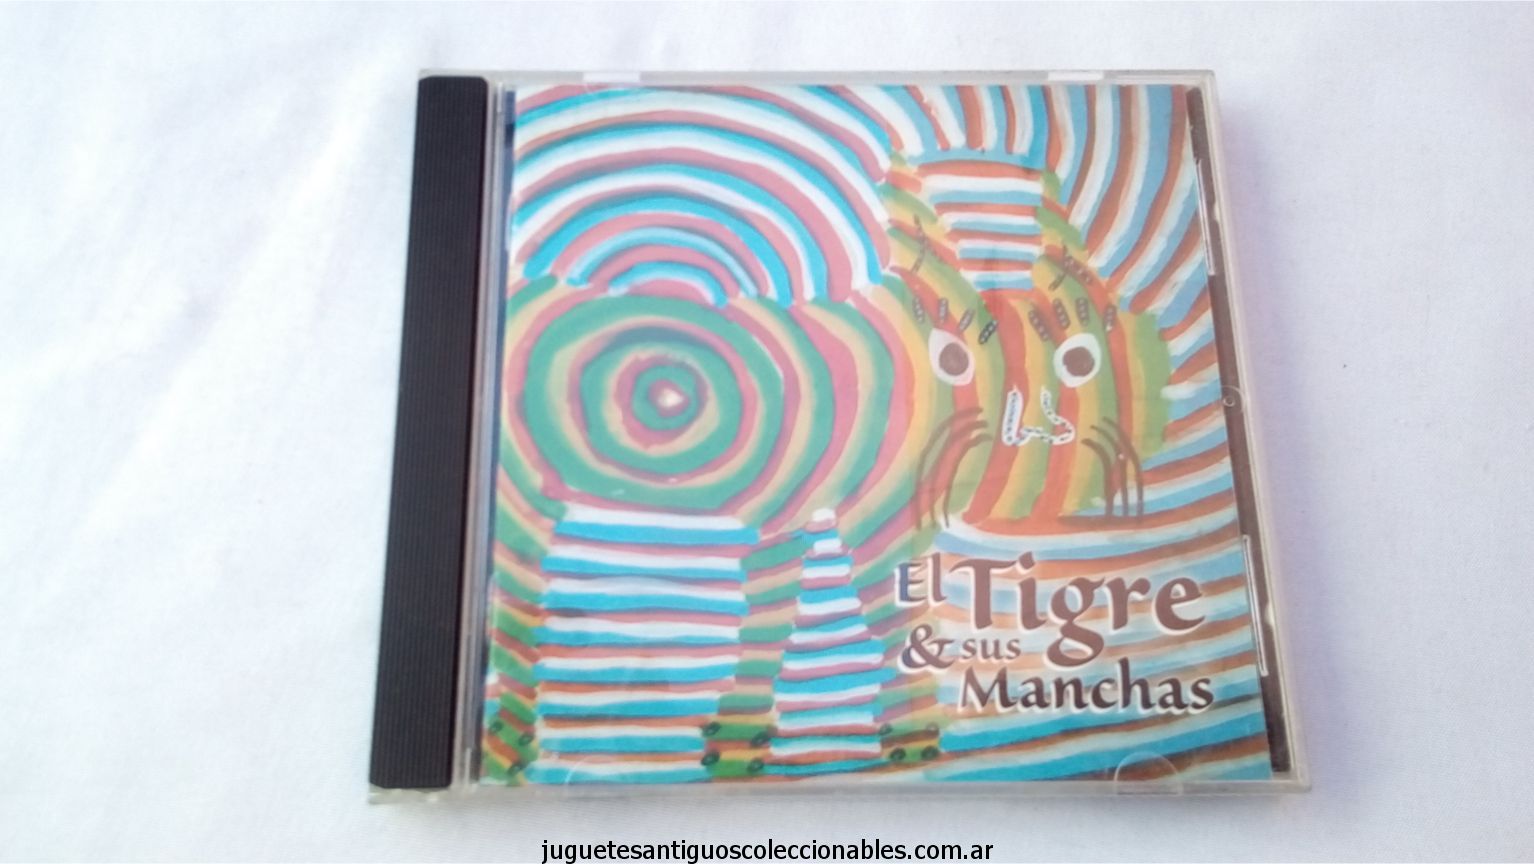 El Tigre
& sus
Manchas
juguetesantiguoscoleccionables.com.ar